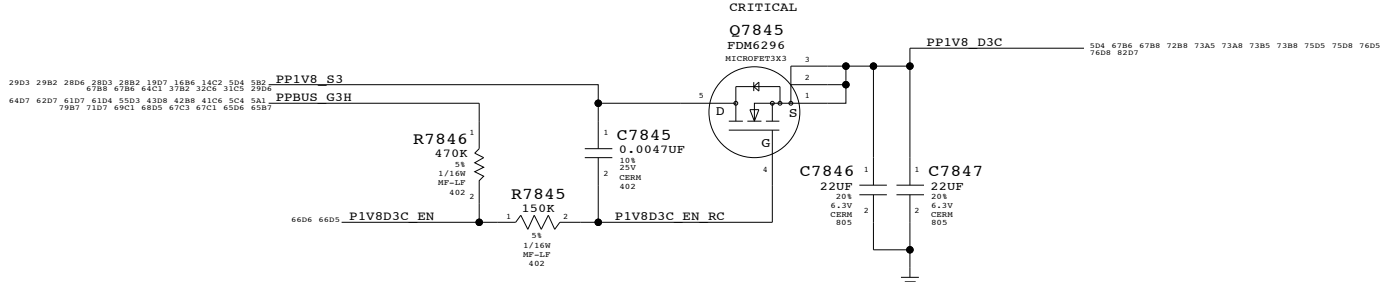 CRITICAL
Q7845
FDM6296
MICROFET3X3
PP1V8_D3C
5D4 67B6 67B8 72B8 73A5 73A8 73B5 73B8 75D5 75D8 76D5
76D8 82D7
29D3 29B2 28D6 28D3 28B2 19D7 16B6 14C2 5D4 5B2 PP1V8_S3
67B8 67B6 64C1 37B2 32C6 31C5 29D6
64D7 62D7 61D7 61D4 55D3 43D8 42B8 41C6 5C4 5A1 PPBUS_G3H
79B7 71D7 69C1 68D5 67C3 67C1 65D6 65B7
3
2
1
5
D
S
G
4
1
R7846
470K
5%
1/16W
MF-LF
402
2
1
C7845
0.0047UF
10%
25V
CERM
402
2
66D6 66D5 P1V8D3C_EN
R7845
150K
1
2
5%
1/16W
MF-LF
402
P1V8D3C_EN_RC
C7846
22UF
20%
6.3V
CERM
805
1
2
1
2
C7847
22UF
20%
6.3V
CERM
805